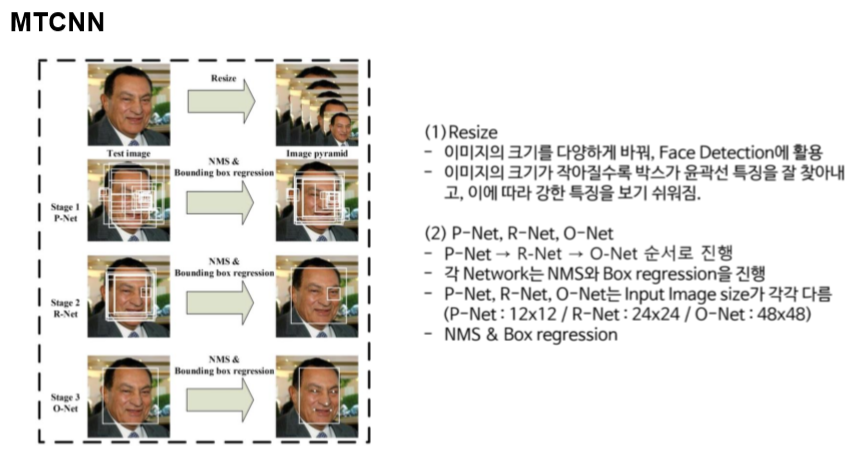 MTCNN
Resize
Test image
Image pyramid
NMS &
Bounding box regression
Stage 1
P-Net
NMS &
Bounding box regression
Stage 2
R-Net
NMS &
Bounding box regression
Stage 3
O-Net
(1) Resize
- 이미지의 크기를 다양하게 바꿔, Face Detection에 활용
- 이미지의 크기가 작아질수록 박스가 윤곽선 특징을 잘 찾아내
고, 이에 따라 강한 특징을 보기 쉬워짐.
(2) P-Net, R-Net, O-Net
- P-Net → R-Net → O-Net 순서로 진행
- 각 Network는 NMS와 Box regression을 진행
- P-Net, R-Net, O-Net는 Input Image size가 각각 다름
(P-Net : 12x12 / R-Net : 24x24 / O-Net : 48x48)
- NMS & Box regression